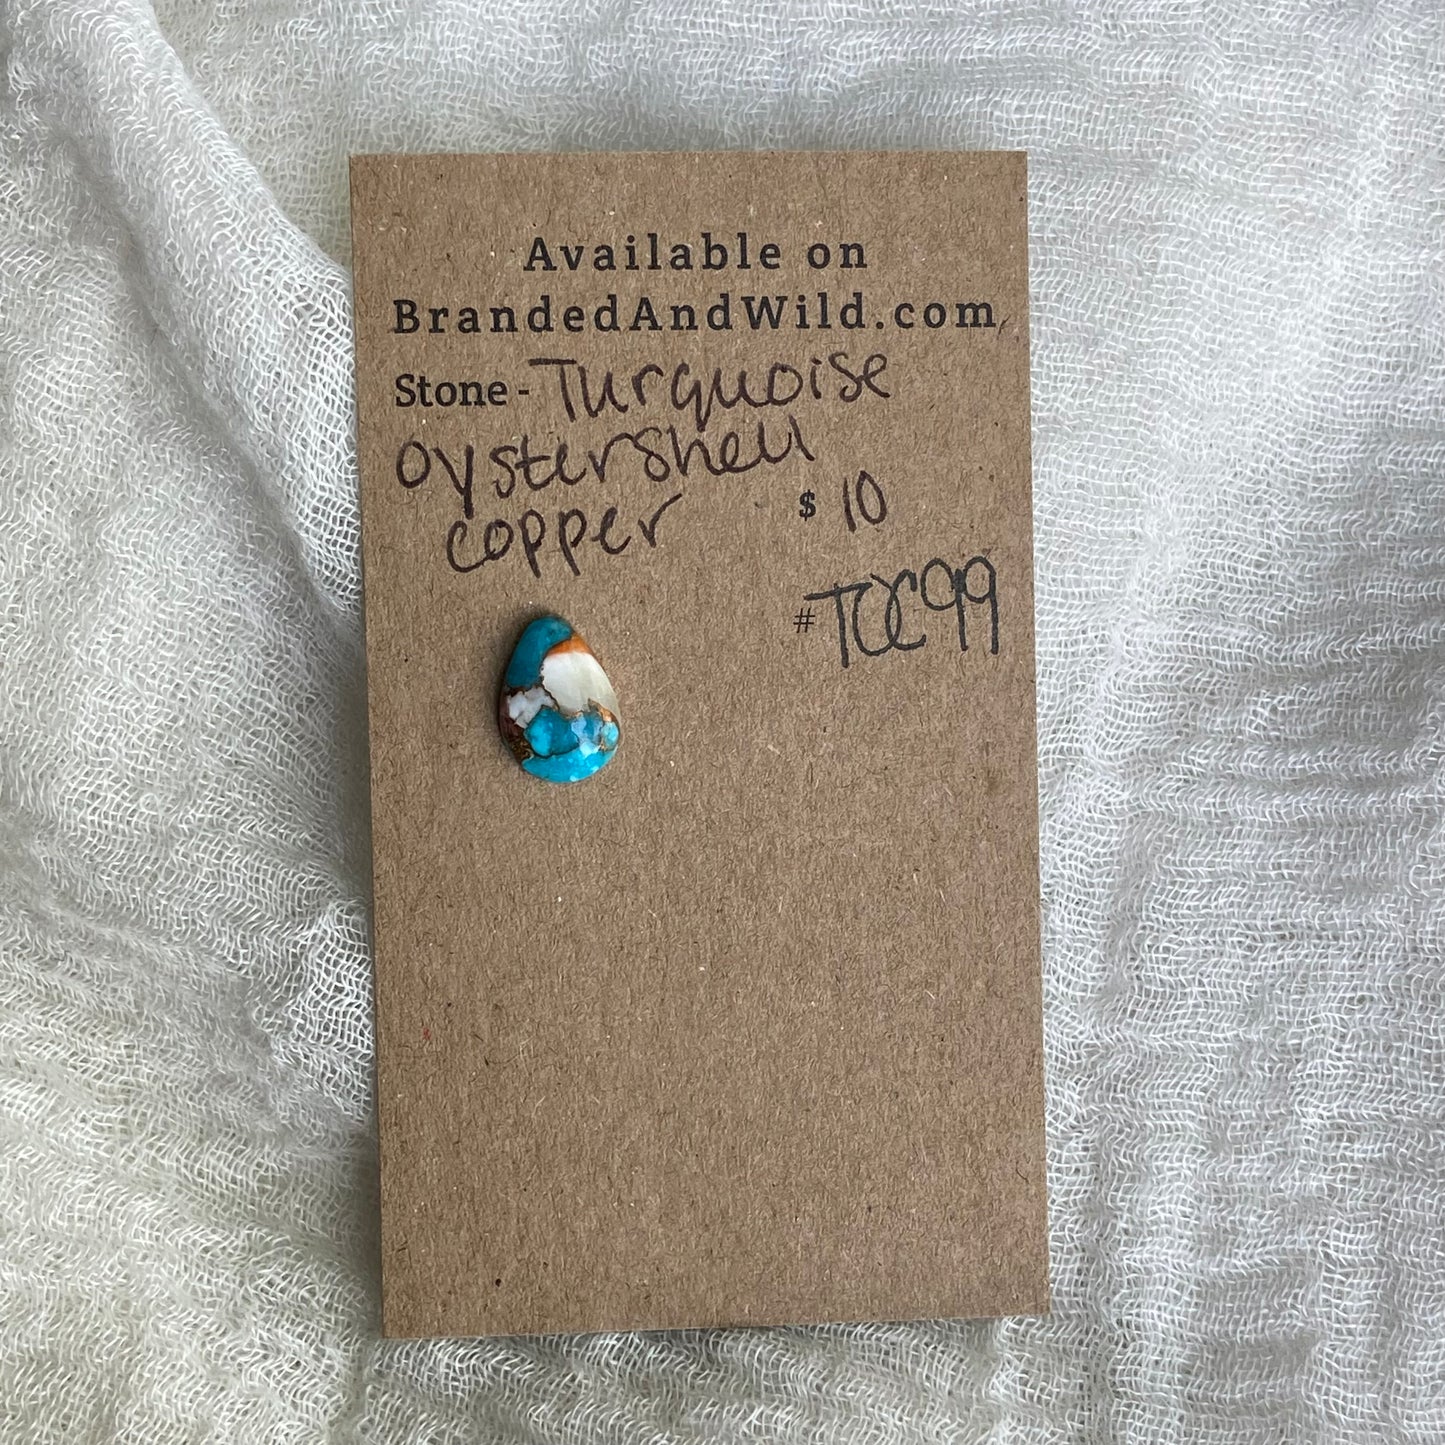 Available on
BrandedAndWild.com
Stone - Turquoise
oystershell
copper
$ 10
# TOC99